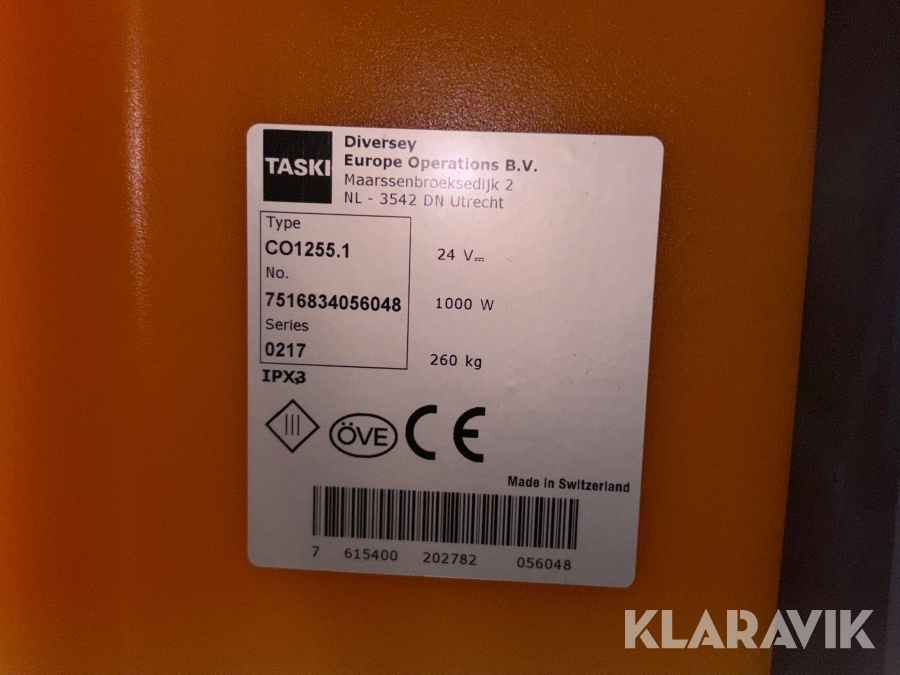 TASKI
Diversey
Europe Operations B.V.
Maarssenbroeksedijk 2
NL - 3542 DN Utrecht
Type
CO1255.1
24 V⎓
No.
7516834056048
1000 W
Series
0217
260 kg
IPX3
III
ÖVE
CE
Made in Switzerland
7 615400 202782 056048
KLARAVIK